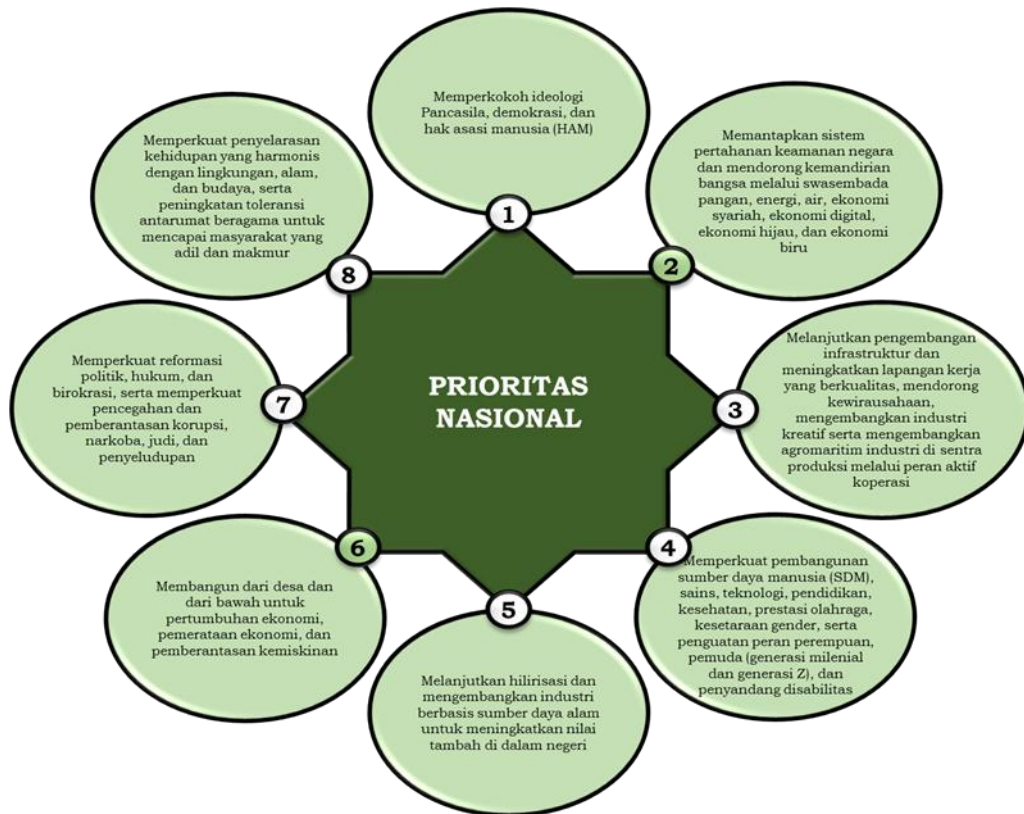 PRIORITAS
NASIONAL
1
Memperkokoh ideologi
Pancasila, demokrasi, dan
hak asasi manusia (HAM)
2
Memantapkan sistem
pertahanan keamanan negara
dan mendorong kemandirian
bangsa melalui swasembada
pangan, energi, air, ekonomi
syariah, ekonomi digital,
ekonomi hijau, dan ekonomi
biru
3
Melanjutkan pengembangan
infrastruktur dan
meningkatkan lapangan kerja
yang berkualitas, mendorong
kewirausahaan,
mengembangkan industri
kreatif serta mengembangkan
agromaritim industri di sentra
produksi melalui peran aktif
koperasi
4
Memperkuat pembangunan
sumber daya manusia (SDM),
sains, teknologi, pendidikan,
kesehatan, prestasi olahraga,
kesetaraan gender, serta
penguatan peran perempuan,
pemuda (generasi milenial
dan generasi Z), dan
penyandang disabilitas
5
Melanjutkan hilirisasi dan
mengembangkan industri
berbasis sumber daya alam
untuk meningkatkan nilai
tambah di dalam negeri
6
Membangun dari desa dan
dari bawah untuk
pertumbuhan ekonomi,
pemerataan ekonomi, dan
pemberantasan kemiskinan
7
Memperkuat reformasi
politik, hukum, dan
birokrasi, serta memperkuat
pencegahan dan
pemberantasan korupsi,
narkoba, judi, dan
penyeludupan
8
Memperkuat penyelarasan
kehidupan yang harmonis
dengan lingkungan, alam,
dan budaya, serta
peningkatan toleransi
antarumat beragama untuk
mencapai masyarakat yang
adil dan makmur